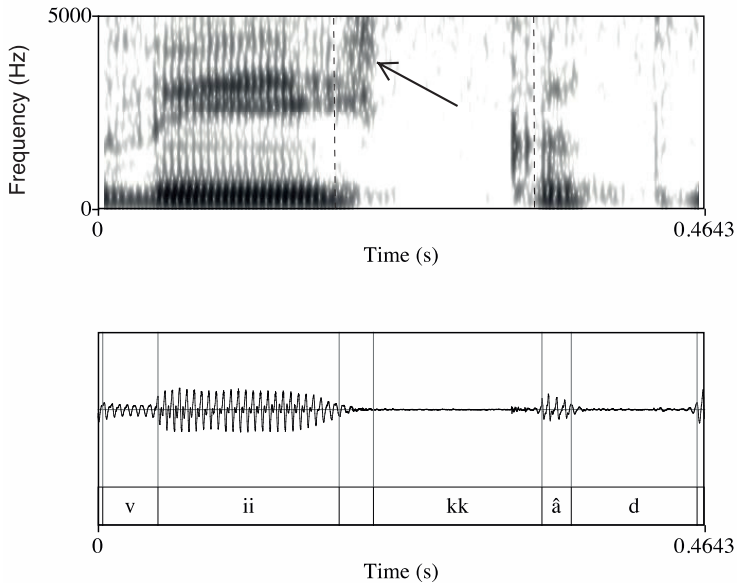 5000
Frequency (Hz)
0
0 0.4643
Time (s)
v ii kk â d
0 0.4643
Time (s)